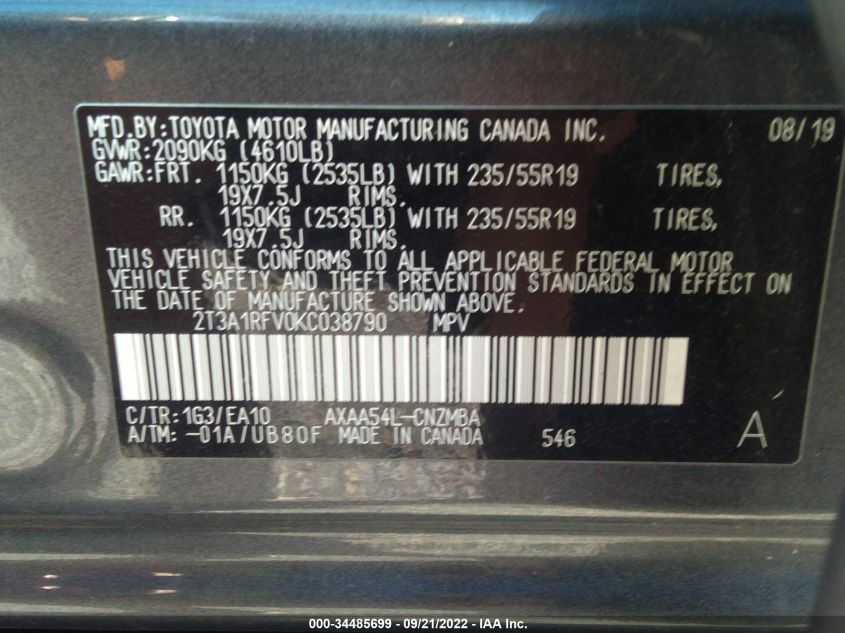 MFD.BY:TOYOTA MOTOR MANUFACTURING CANADA INC. 08/19
GVWR:2090KG (4610LB)
GAWR:FRT. 1150KG (2535LB) WITH 235/55R19 TIRES,
19X7.5J RIMS.
RR. 1150KG (2535LB) WITH 235/55R19 TIRES,
19X7.5J RIMS.
THIS VEHICLE CONFORMS TO ALL APPLICABLE FEDERAL MOTOR
VEHICLE SAFETY AND THEFT PREVENTION STANDARDS IN EFFECT ON
THE DATE OF MANUFACTURE SHOWN ABOVE.
2T3A1RFV0KC038790 MPV
C/TR:1G3/EA10 AXAA54L-CNZMBA
A/TM: -01A/UB80F MADE IN CANADA 546 A
000-34485699 - 09/21/2022 - IAA Inc.